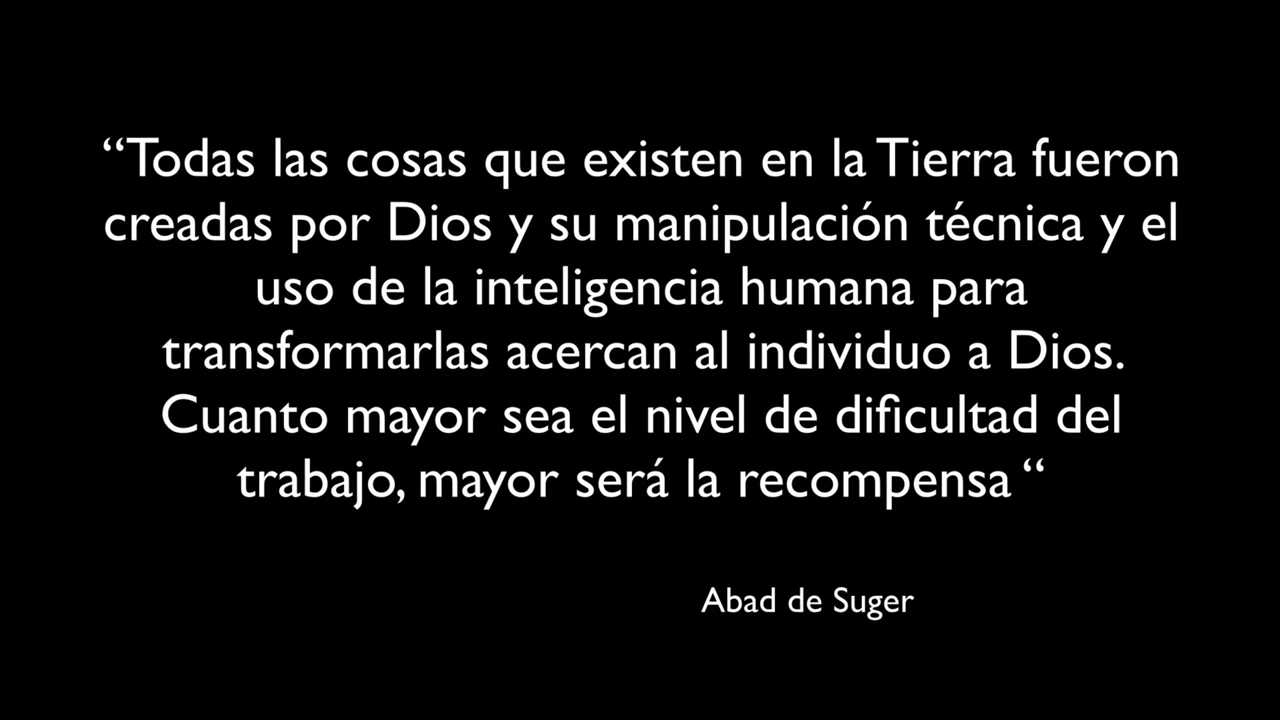 “Todas las cosas que existen en la Tierra fueron
creadas por Dios y su manipulación técnica y el
uso de la inteligencia humana para
transformarlas acercan al individuo a Dios.
Cuanto mayor sea el nivel de dificultad del
trabajo, mayor será la recompensa “
Abad de Suger